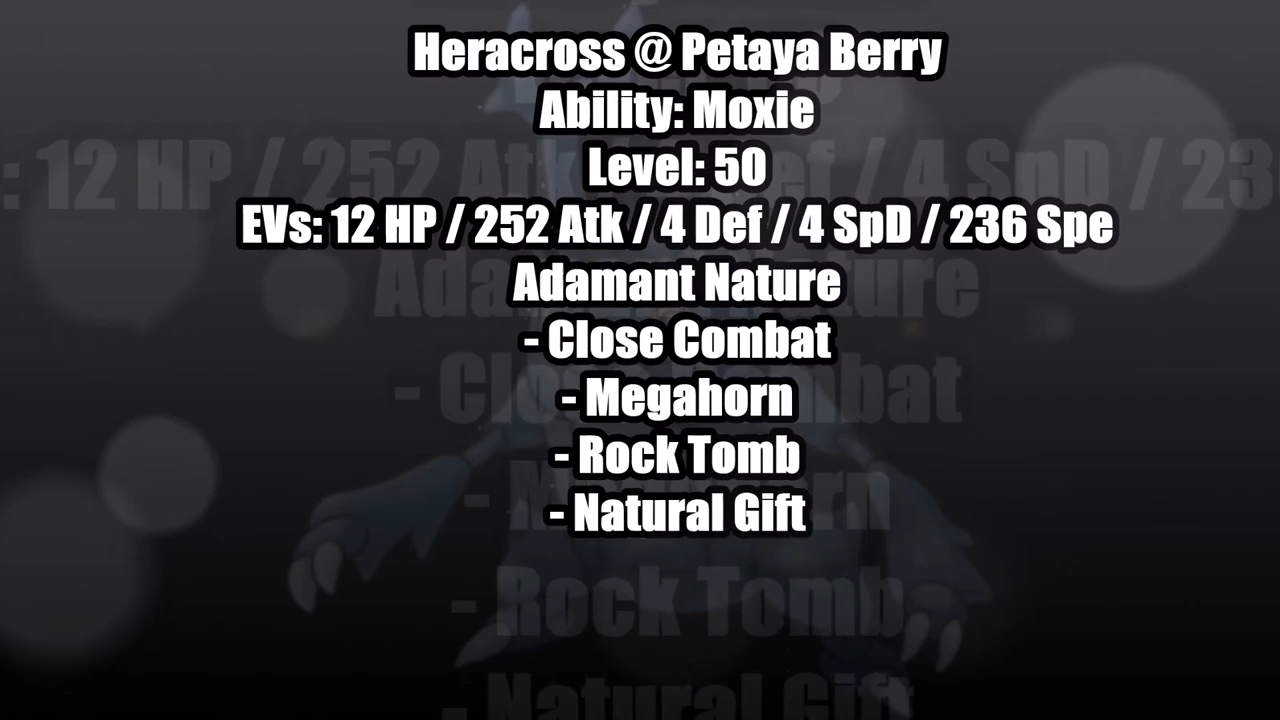 Heracross @ Petaya Berry
Ability: Moxie
Level: 50
EVs: 12 HP / 252 Atk / 4 Def / 4 SpD / 236 Spe
Adamant Nature
- Close Combat
- Megahorn
- Rock Tomb
- Natural Gift